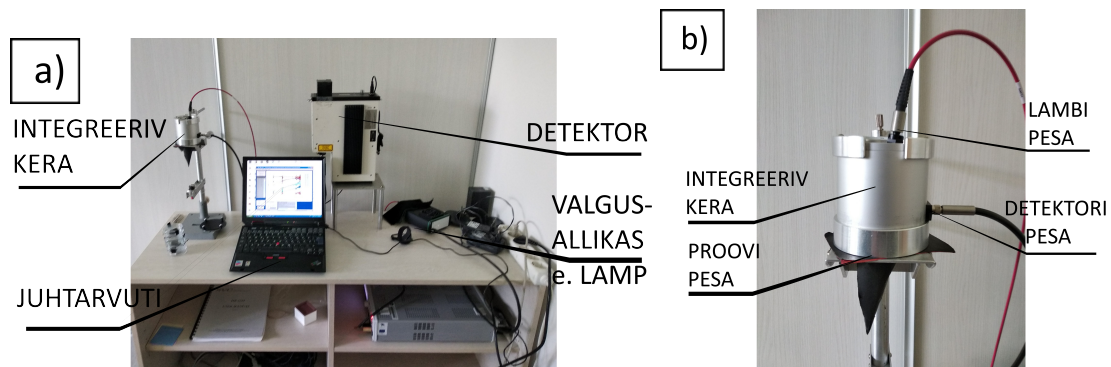 a)
INTEGREERIV
KERA
DETEKTOR
VALGUS-
ALLIKAS
e. LAMP
JUHTARVUTI
b)
LAMBI
PESA
INTEGREERIV
KERA
DETEKTORI
PESA
PROOVI
PESA